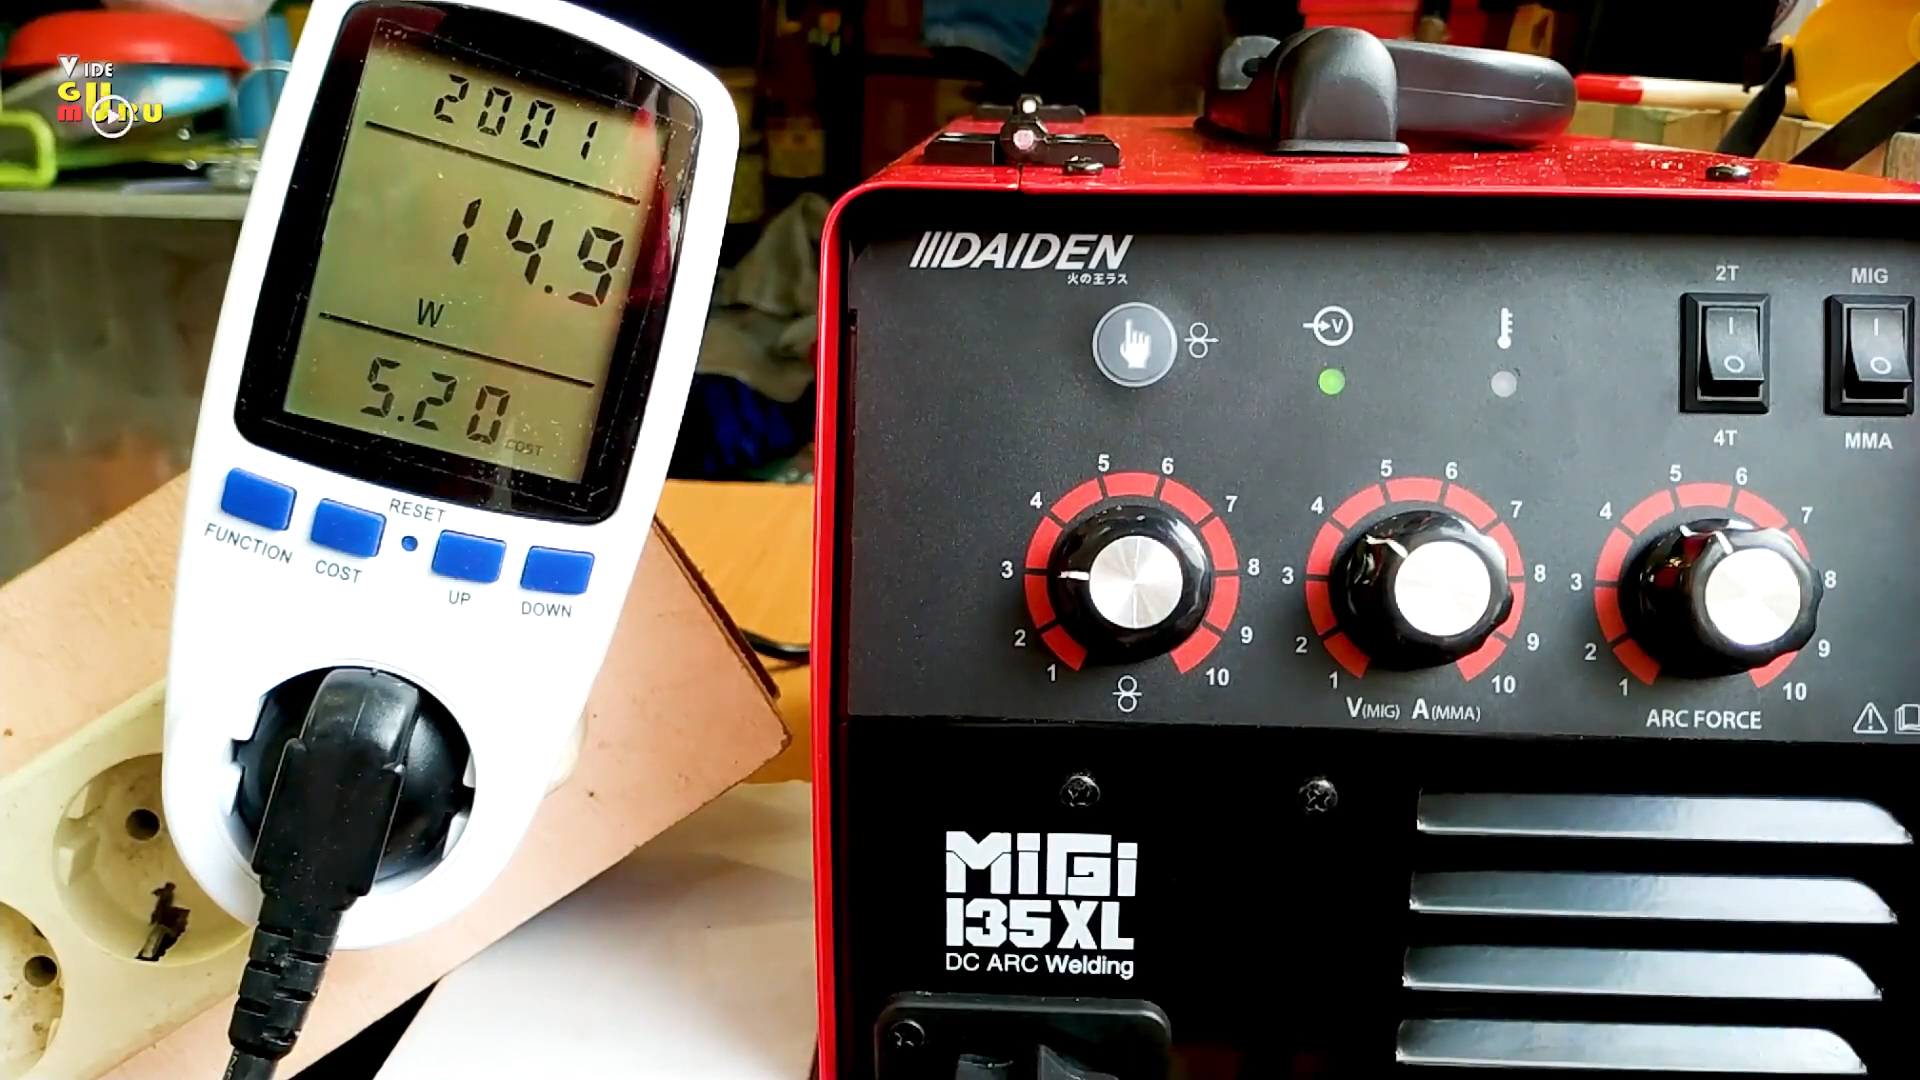 VIDE
GU
mURU
2001
14.9
W
5.20 COST
RESET
FUNCTION
COST
UP
DOWN
DAIDEN
火の王ラス
2T
MIG
V
I
O
I
O
4T
MMA
1 2 3 4 5 6 7 8 9 10
1 2 3 4 5 6 7 8 9 10
1 2 3 4 5 6 7 8 9 10
V(MIG) A(MMA)
ARC FORCE
MiGi
135XL
DC ARC Welding